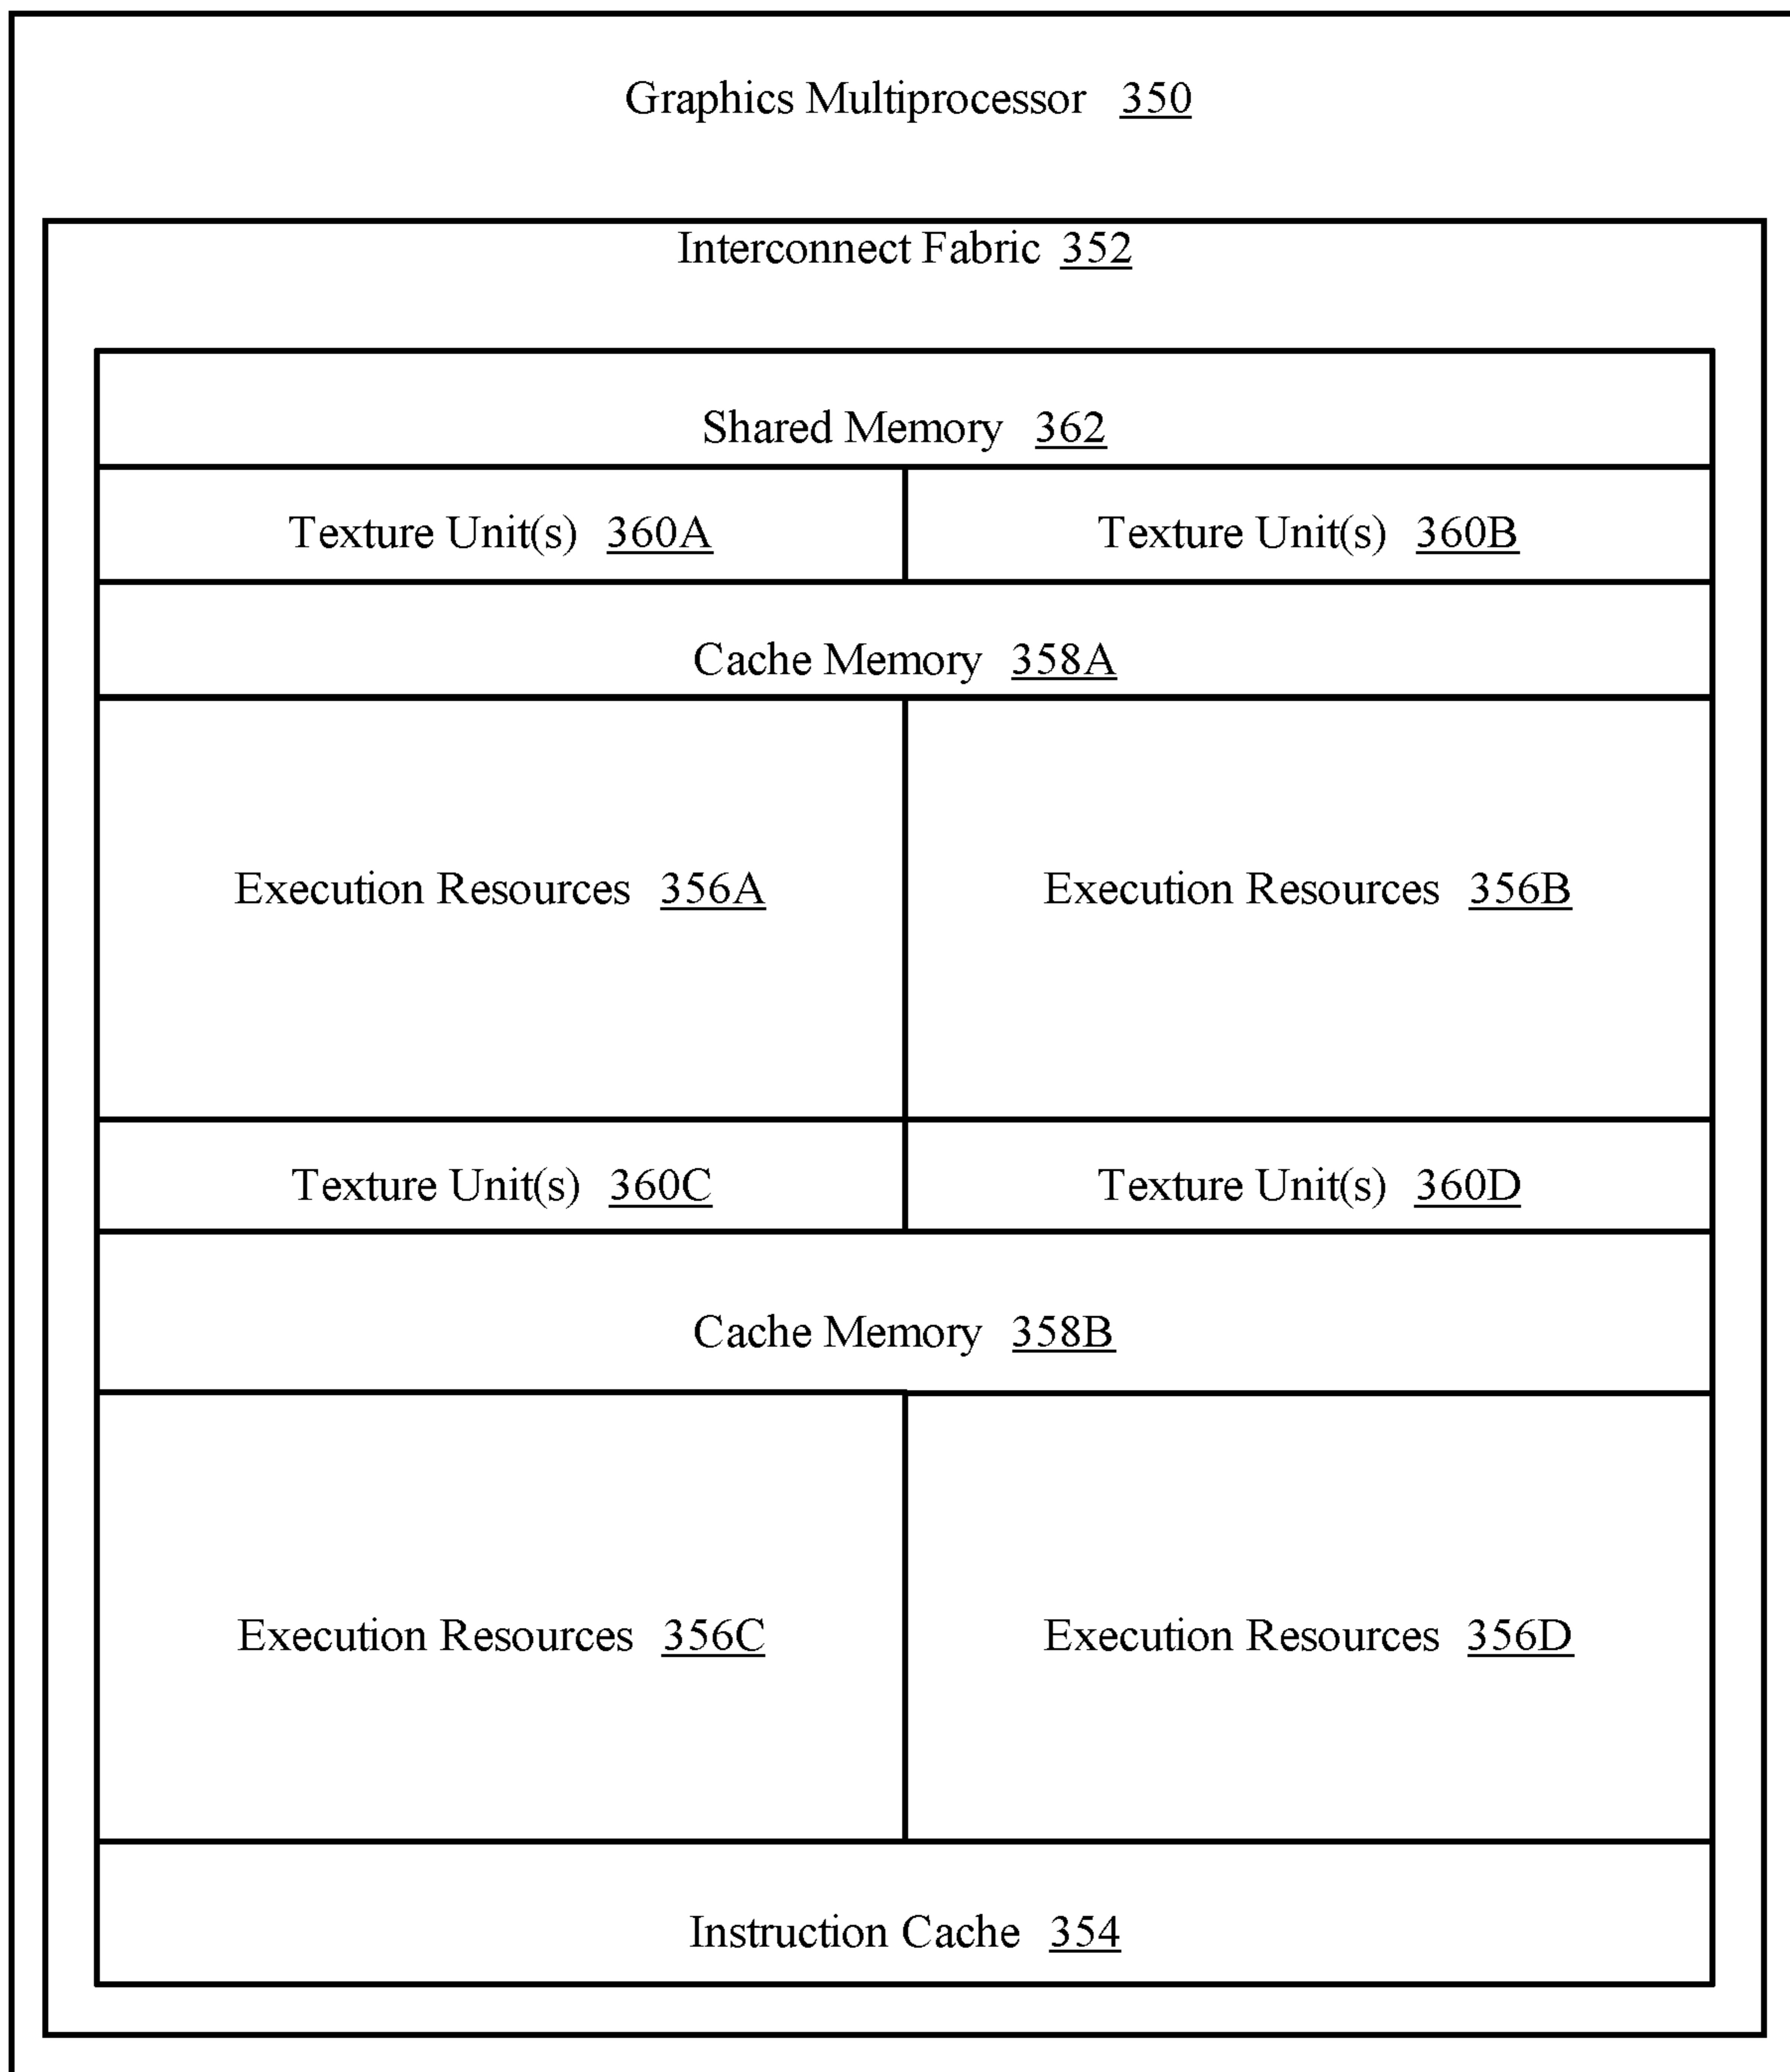 Graphics Multiprocessor 350
Interconnect Fabric 352
Shared Memory 362
Texture Unit(s) 360A
Texture Unit(s) 360B
Cache Memory 358A
Execution Resources 356A
Execution Resources 356B
Texture Unit(s) 360C
Texture Unit(s) 360D
Cache Memory 358B
Execution Resources 356C
Execution Resources 356D
Instruction Cache 354